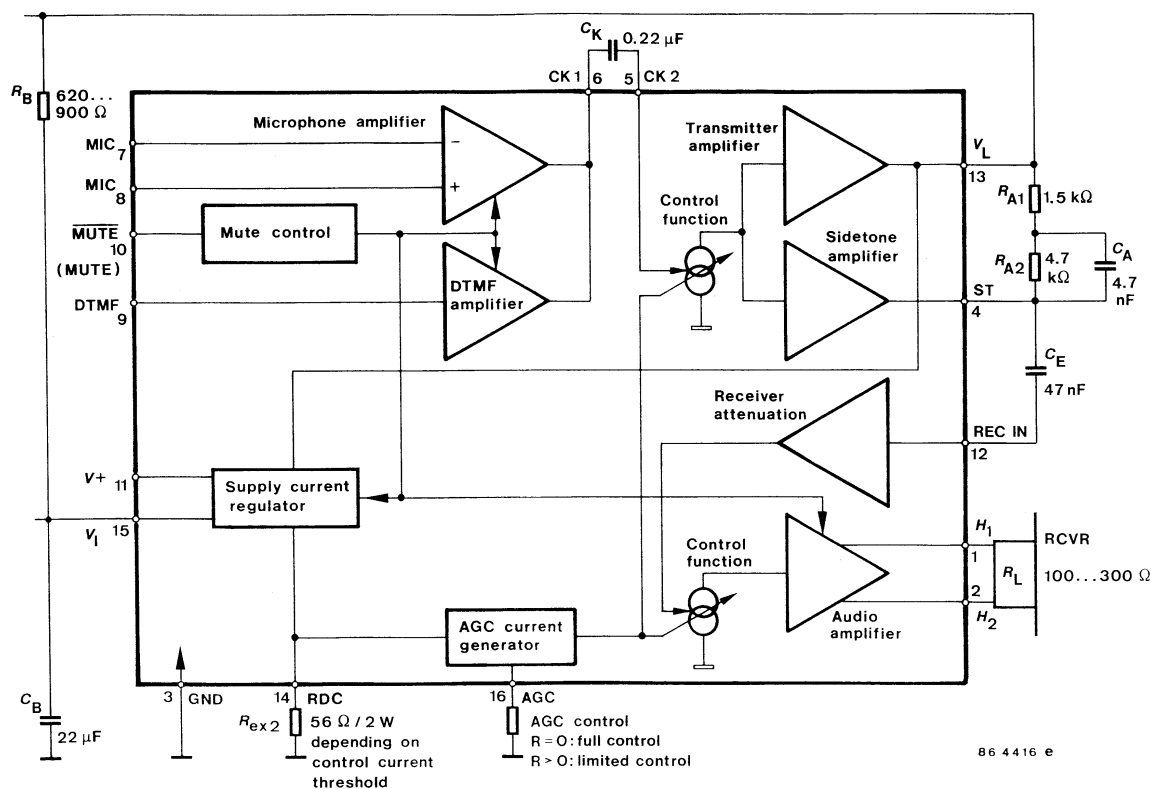 C_K
0.22 µF
CK 1
6
5
CK 2
R_B
620...
900 Ω
Microphone amplifier
MIC
7
−
MIC
8
+
MUTE
10
(MUTE)
Mute control
DTMF
9
DTMF
amplifier
Transmitter
amplifier
Control
function
Sidetone
amplifier
V_L
13
R_A1
1.5 kΩ
R_A2
4.7
kΩ
C_A
4.7
nF
ST
4
C_E
47 nF
Receiver
attenuation
REC IN
12
V+
11
Supply current
regulator
V_I
15
Control
function
Audio
amplifier
H_1
1
2
H_2
R_L
RCVR
100...300 Ω
AGC current
generator
C_B
22 µF
3
GND
14
RDC
R_ex2
56 Ω / 2 W
depending on
control current
threshold
16
AGC
AGC control
R = O: full control
R > O: limited control
86 4416 e